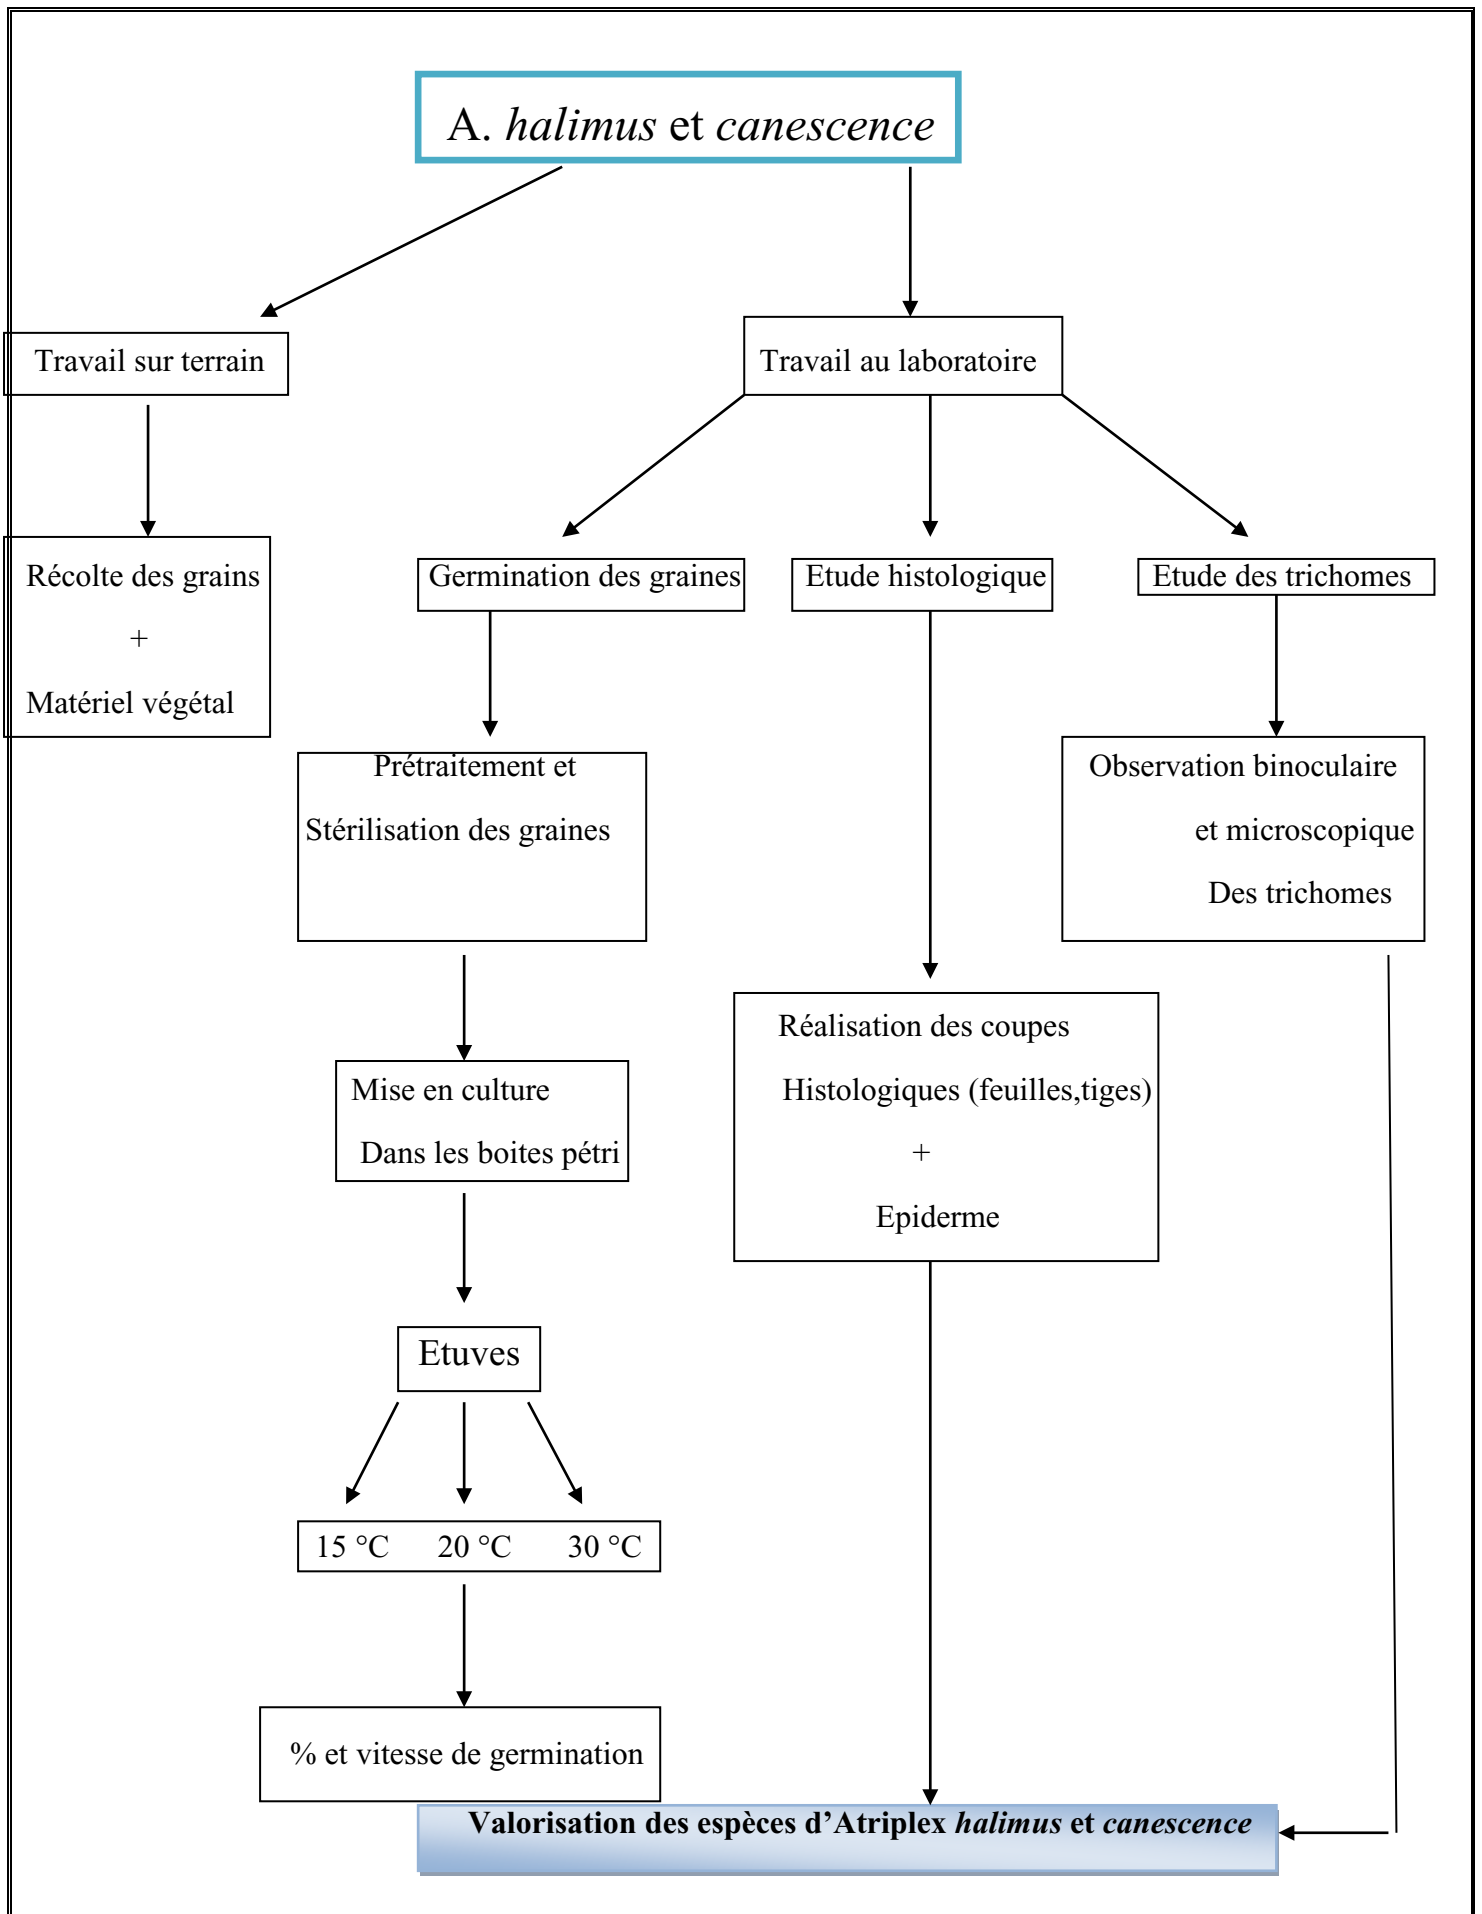 A. halimus et canescence
Travail sur terrain
Travail au laboratoire
Récolte des grains
+
Matériel végétal
Germination des graines
Etude histologique
Etude des trichomes
Prétraitement et
Stérilisation des graines
Observation binoculaire
et microscopique
Des trichomes
Mise en culture
Dans les boites pétri
Réalisation des coupes
Histologiques (feuilles,tiges)
+
Epiderme
Etuves
15 °C 20 °C 30 °C
% et vitesse de germination
Valorisation des espèces d’Atriplex halimus et canescence